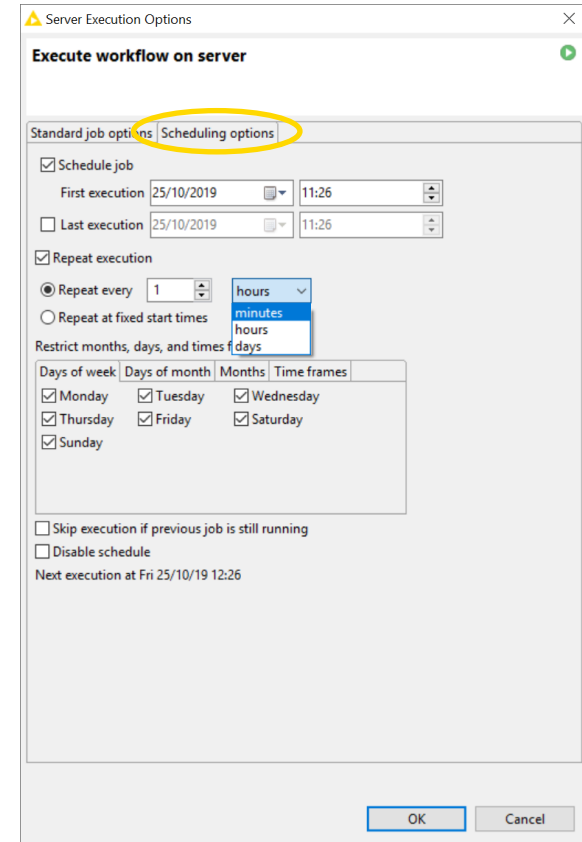 Server Execution Options
Execute workflow on server
Standard job options Scheduling options
Schedule job
First execution 25/10/2019 11:26
Last execution 25/10/2019 11:26
Repeat execution
Repeat every 1 hours
minutes
Repeat at fixed start times
hours
Restrict months, days, and times f
days
Days of week Days of month Months Time frames
Monday Tuesday Wednesday
Thursday Friday Saturday
Sunday
Skip execution if previous job is still running
Disable schedule
Next execution at Fri 25/10/19 12:26
OK Cancel